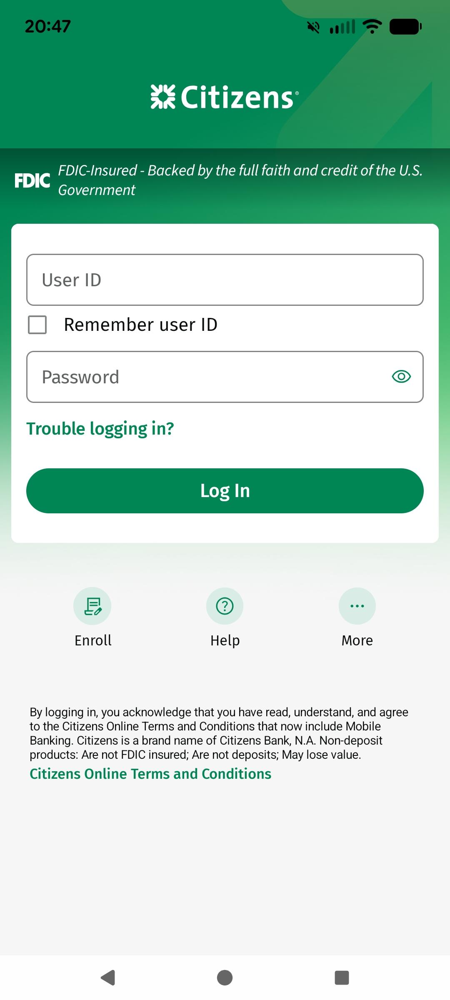 20:47
Citizens®
FDIC
FDIC-Insured - Backed by the full faith and credit of the U.S.
Government
User ID
Remember user ID
Password
Trouble logging in?
Log In
Enroll
Help
More
By logging in, you acknowledge that you have read, understand, and agree
to the Citizens Online Terms and Conditions that now include Mobile
Banking. Citizens is a brand name of Citizens Bank, N.A. Non-deposit
products: Are not FDIC insured; Are not deposits; May lose value.
Citizens Online Terms and Conditions